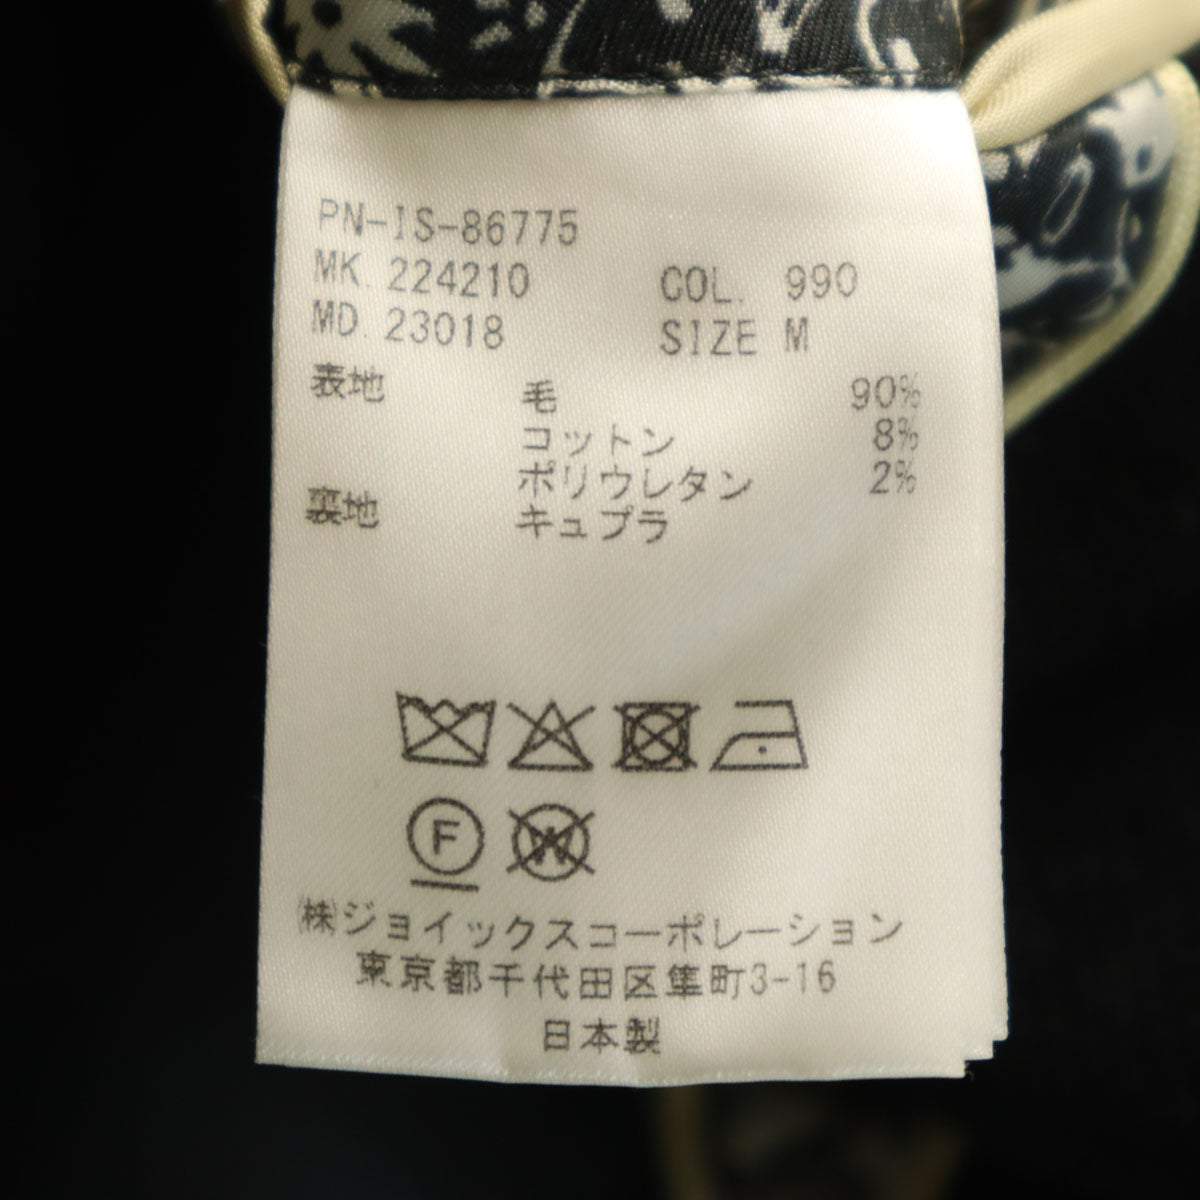 PN-IS-86775
MK. 224210 COL. 990
MD. 23018 SIZE M
表地 毛 90%
コットン 8%
ポリウレタン 2%
裏地 キュプラ
F
W
㈱ジョイックスコーポレーション
東京都千代田区隼町3-16
日本製